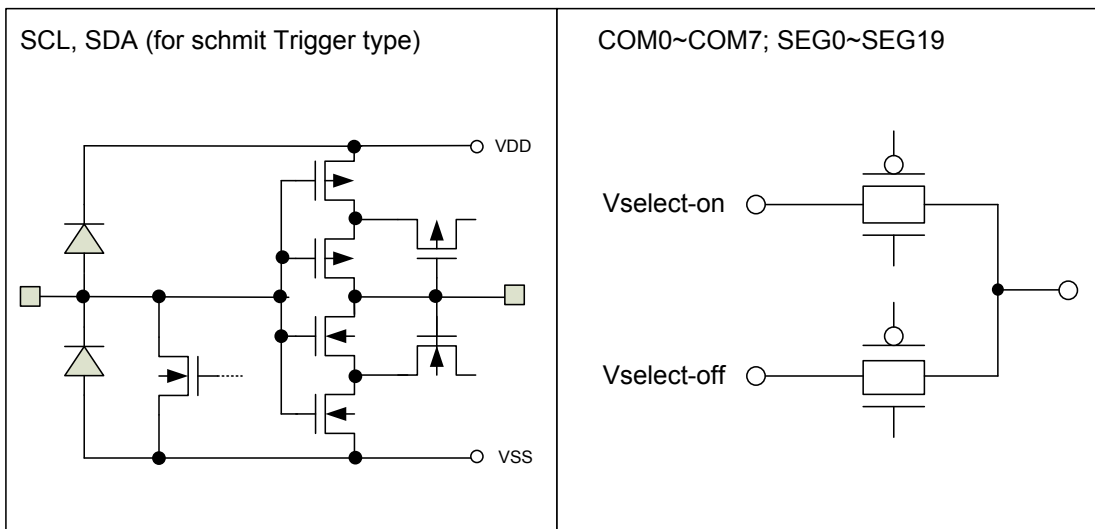 SCL, SDA (for schmit Trigger type)
VDD
VSS
COM0~COM7; SEG0~SEG19
Vselect-on
Vselect-off